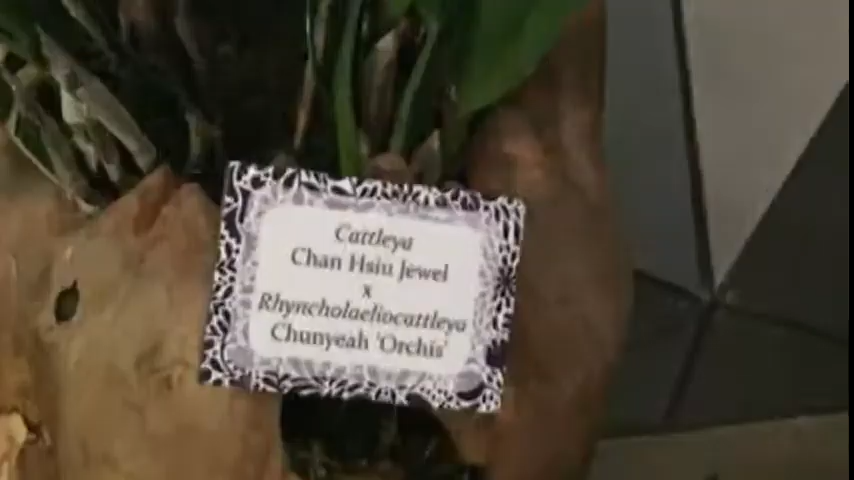 Cattleya
Chan Hsiu Jewel
x
Rhyncholaeliocattleya
Chunyeah 'Orchis'